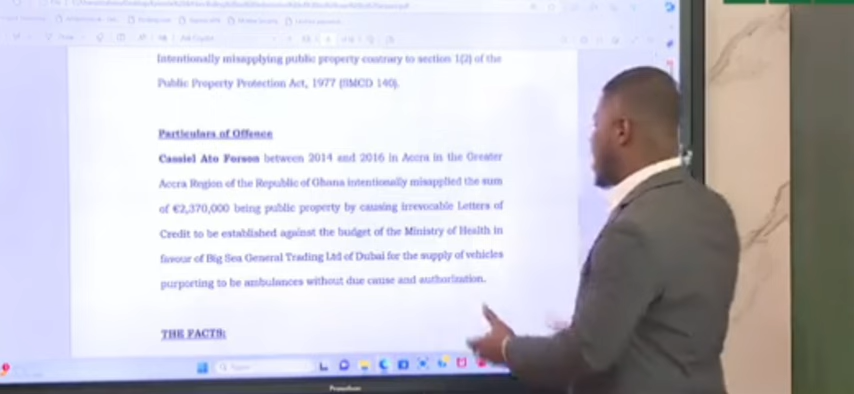 Intentionally misapplying public property contrary to section 1(2) of the
Public Property Protection Act, 1977 (SMCD 140).
Particulars of Offence
Cassiel Ato Forson between 2014 and 2016 in Accra in the Greater
Accra Region of the Republic of Ghana intentionally misapplied the sum
of €2,370,000 being public property by causing irrevocable Letters of
Credit to be established against the budget of the Ministry of Health in
favour of Big Sea General Trading Ltd of Dubai for the supply of vehicles
purporting to be ambulances without due cause and authorization.
THE FACTS: